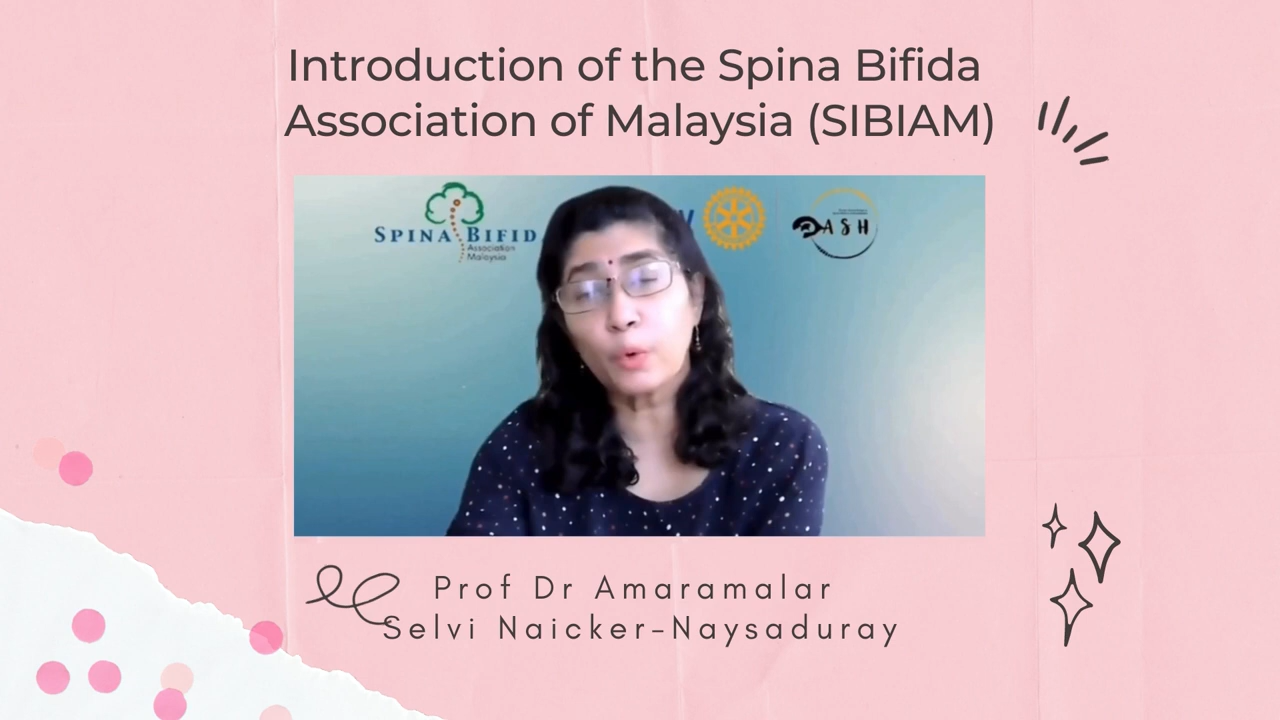 Introduction of the Spina Bifida
Association of Malaysia (SIBIAM)
SPINA BIFID
Association
Malaysia
DASH
Prof Dr Amaramalar
Selvi Naicker-Naysaduray